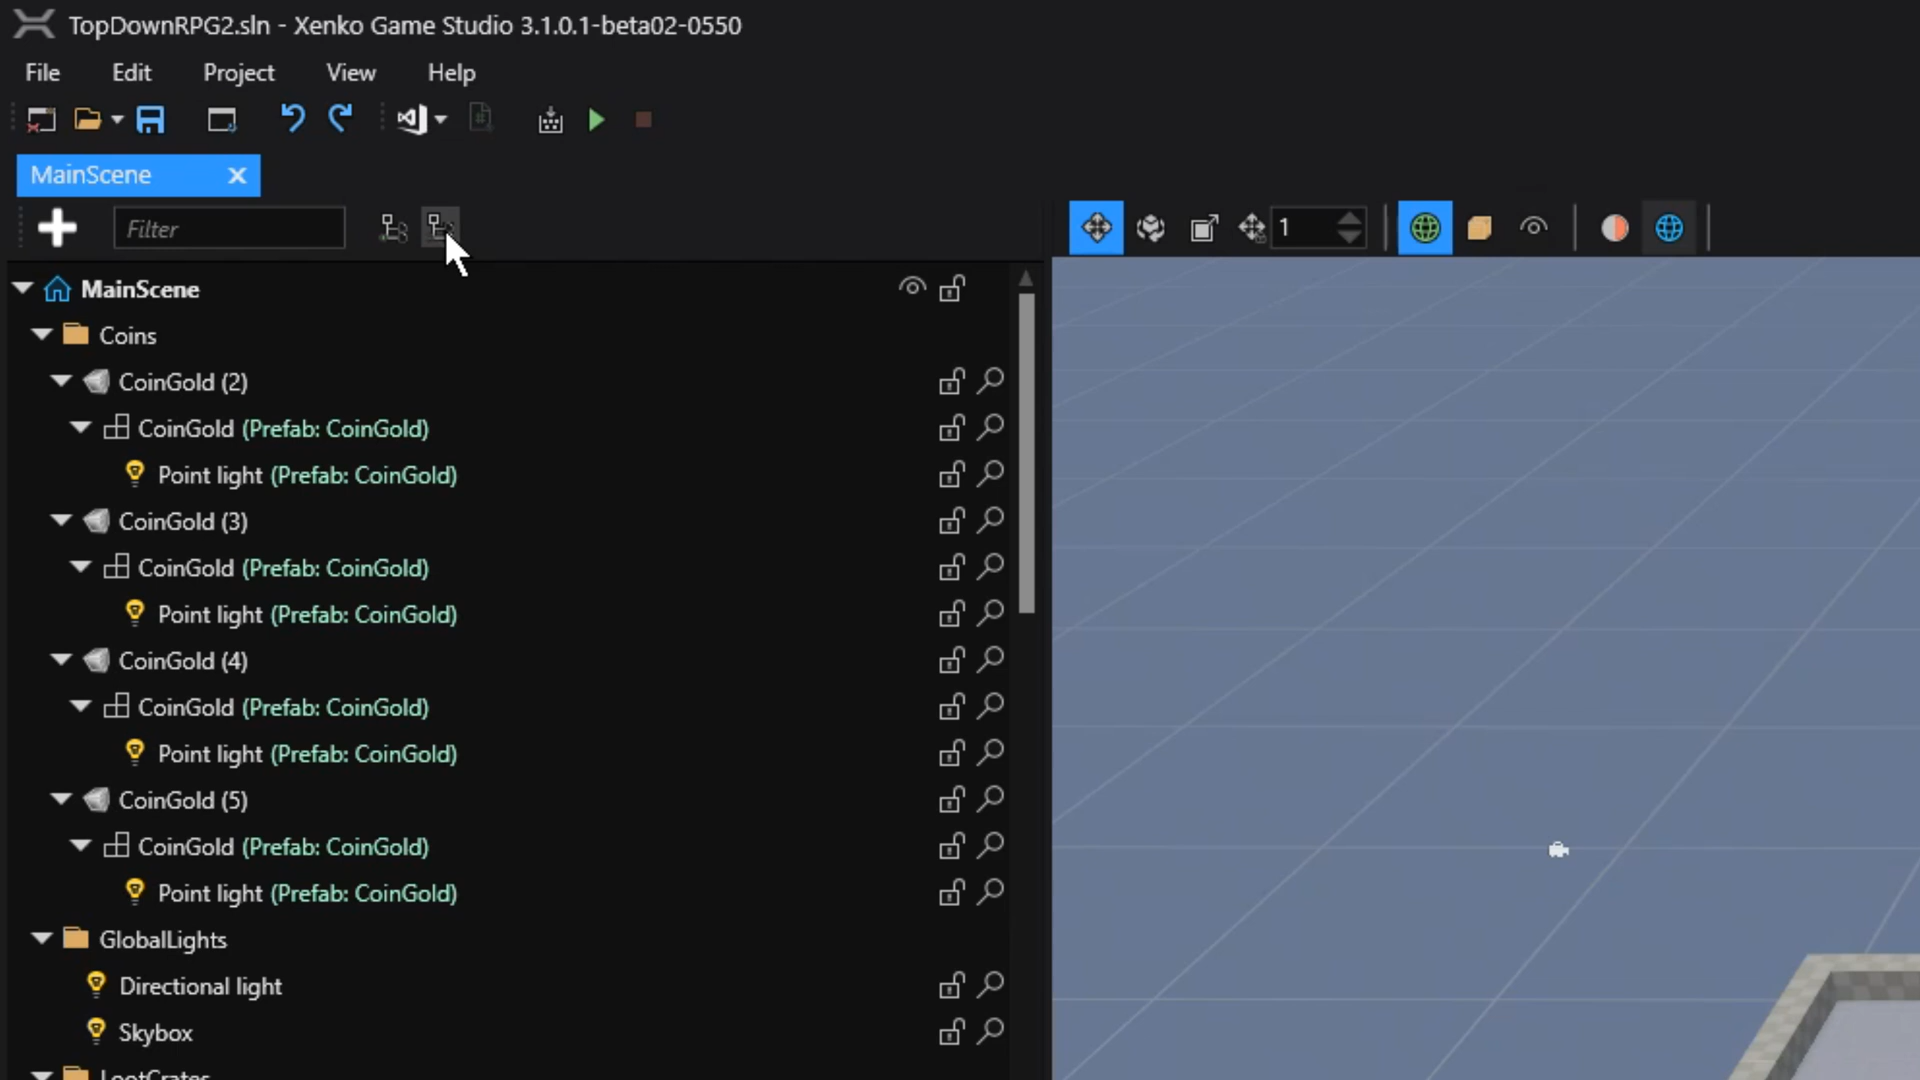 TopDownRPG2.sln - Xenko Game Studio 3.1.0.1-beta02-0550
File Edit Project View Help
MainScene
Filter
1
MainScene
Coins
CoinGold (2)
CoinGold (Prefab: CoinGold)
Point light (Prefab: CoinGold)
CoinGold (3)
CoinGold (Prefab: CoinGold)
Point light (Prefab: CoinGold)
CoinGold (4)
CoinGold (Prefab: CoinGold)
Point light (Prefab: CoinGold)
CoinGold (5)
CoinGold (Prefab: CoinGold)
Point light (Prefab: CoinGold)
GlobalLights
Directional light
Skybox
LootCrates